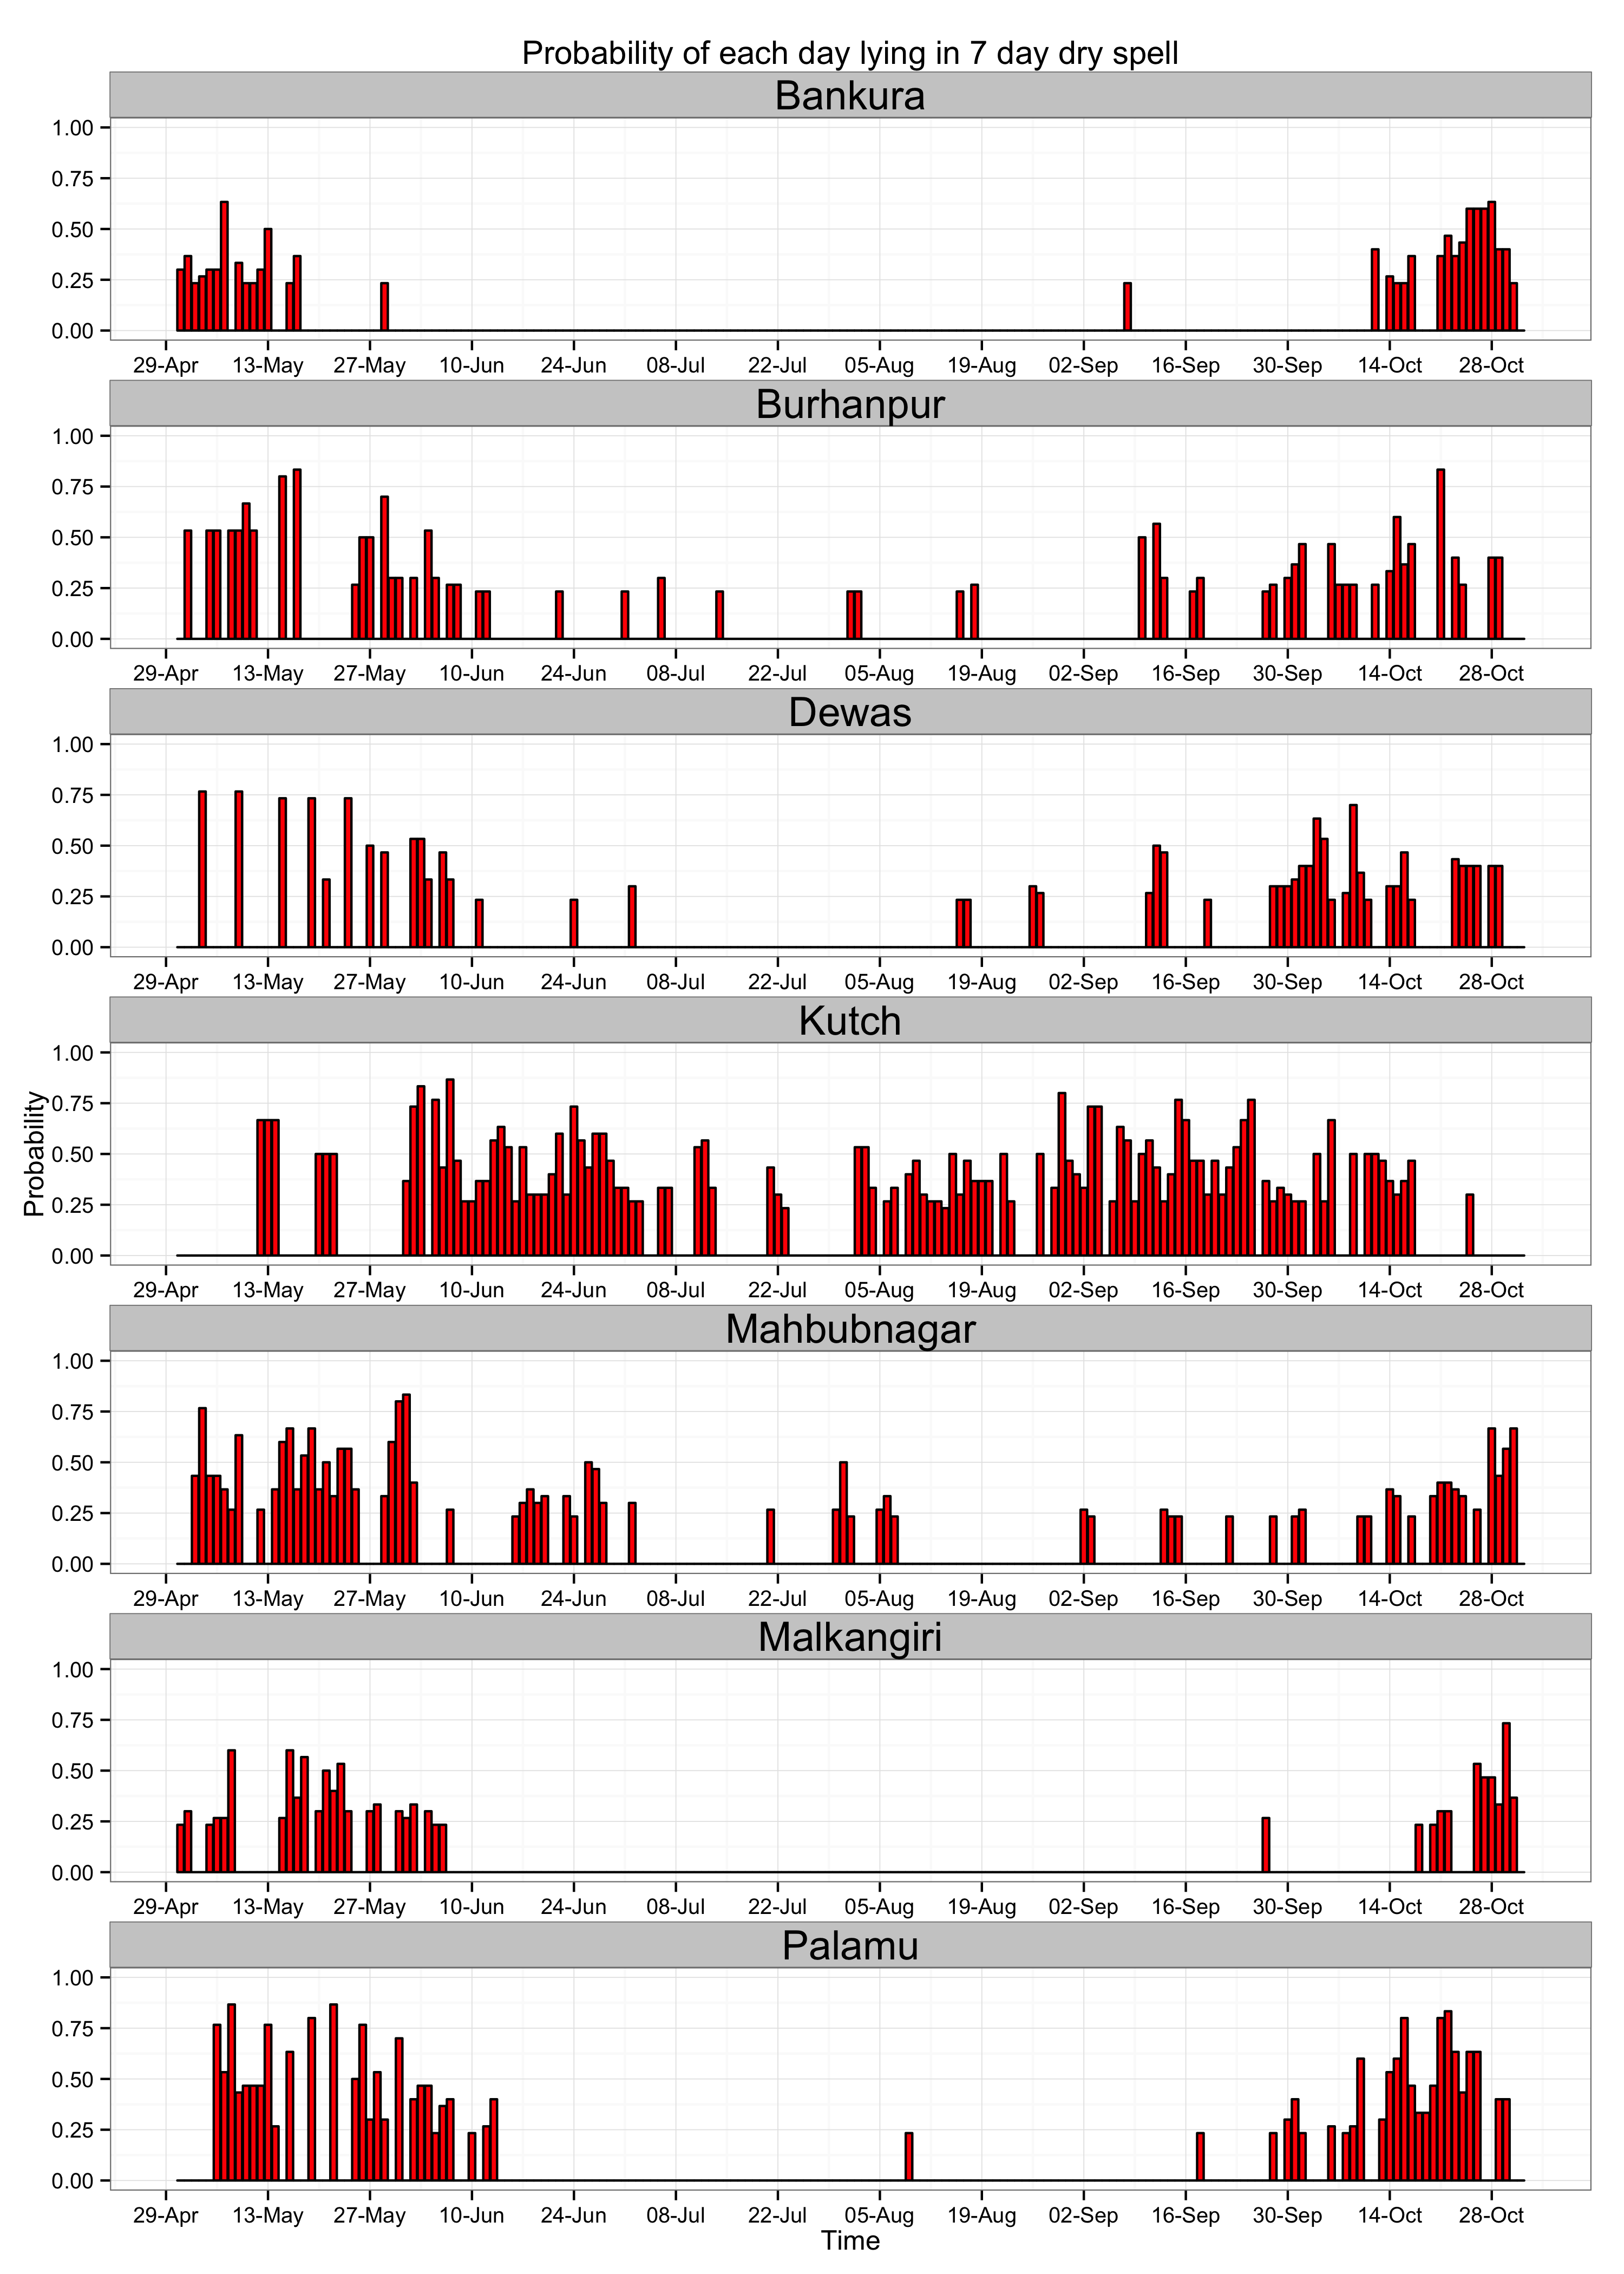 Probability of each day lying in 7 day dry spell
Bankura
1.00
0.75
0.50
0.25
0.00
29-Apr 13-May 27-May 10-Jun 24-Jun 08-Jul 22-Jul 05-Aug 19-Aug 02-Sep 16-Sep 30-Sep 14-Oct 28-Oct
Burhanpur
1.00
0.75
0.50
0.25
0.00
29-Apr 13-May 27-May 10-Jun 24-Jun 08-Jul 22-Jul 05-Aug 19-Aug 02-Sep 16-Sep 30-Sep 14-Oct 28-Oct
Dewas
1.00
0.75
0.50
0.25
0.00
29-Apr 13-May 27-May 10-Jun 24-Jun 08-Jul 22-Jul 05-Aug 19-Aug 02-Sep 16-Sep 30-Sep 14-Oct 28-Oct
Kutch
Probability
1.00
0.75
0.50
0.25
0.00
29-Apr 13-May 27-May 10-Jun 24-Jun 08-Jul 22-Jul 05-Aug 19-Aug 02-Sep 16-Sep 30-Sep 14-Oct 28-Oct
Mahbubnagar
1.00
0.75
0.50
0.25
0.00
29-Apr 13-May 27-May 10-Jun 24-Jun 08-Jul 22-Jul 05-Aug 19-Aug 02-Sep 16-Sep 30-Sep 14-Oct 28-Oct
Malkangiri
1.00
0.75
0.50
0.25
0.00
29-Apr 13-May 27-May 10-Jun 24-Jun 08-Jul 22-Jul 05-Aug 19-Aug 02-Sep 16-Sep 30-Sep 14-Oct 28-Oct
Palamu
1.00
0.75
0.50
0.25
0.00
29-Apr 13-May 27-May 10-Jun 24-Jun 08-Jul 22-Jul 05-Aug 19-Aug 02-Sep 16-Sep 30-Sep 14-Oct 28-Oct
Time